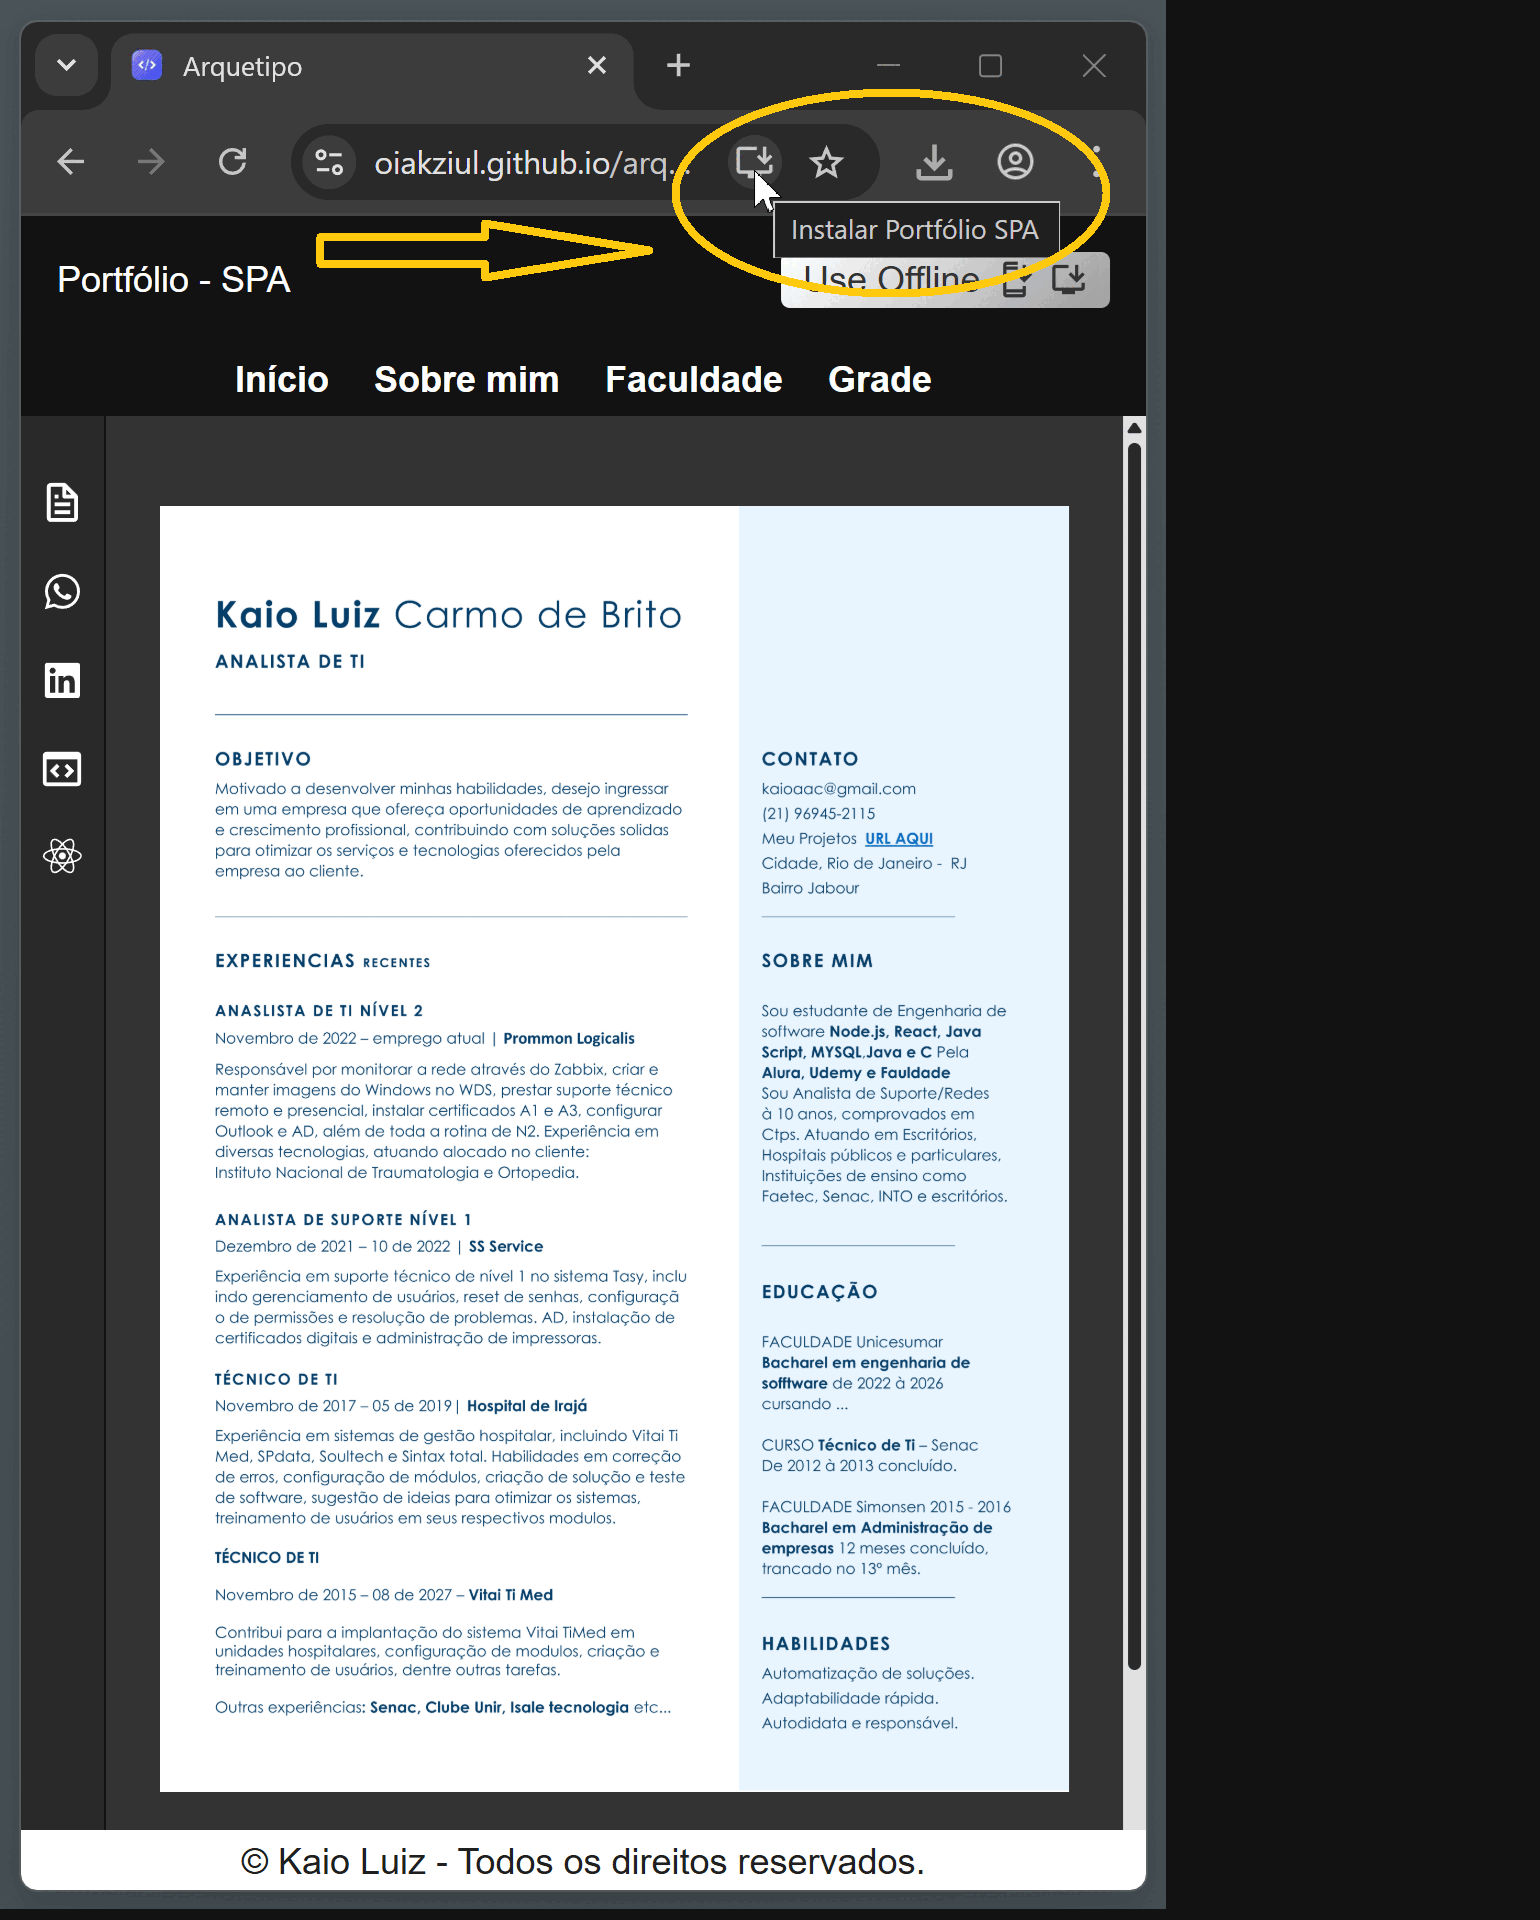 Arquetipo
oiakziul.github.io/arq...
Instalar Portfólio SPA
Portfólio - SPA
Use Offline
Início Sobre mim Faculdade Grade
Kaio Luiz Carmo de Brito
ANALISTA DE TI
OBJETIVO
Motivado a desenvolver minhas habilidades, desejo ingressar
em uma empresa que ofereça oportunidades de aprendizado
e crescimento profissional, contribuindo com soluções solidas
para otimizar os serviços e tecnologias oferecidos pela
empresa ao cliente.
EXPERIENCIAS RECENTES
ANASLISTA DE TI NÍVEL 2
Novembro de 2022 – emprego atual | Prommon Logicalis
Responsável por monitorar a rede através do Zabbix, criar e
manter imagens do Windows no WDS, prestar suporte técnico
remoto e presencial, instalar certificados A1 e A3, configurar
Outlook e AD, além de toda a rotina de N2. Experiência em
diversas tecnologias, atuando alocado no cliente:
Instituto Nacional de Traumatologia e Ortopedia.
ANALISTA DE SUPORTE NÍVEL 1
Dezembro de 2021 – 10 de 2022 | SS Service
Experiência em suporte técnico de nível 1 no sistema Tasy, inclu
indo gerenciamento de usuários, reset de senhas, configuraçã
o de permissões e resolução de problemas. AD, instalação de
certificados digitais e administração de impressoras.
TÉCNICO DE TI
Novembro de 2017 – 05 de 2019| Hospital de Irajá
Experiência em sistemas de gestão hospitalar, incluindo Vitai Ti
Med, SPdata, Soultech e Sintax total. Habilidades em correção
de erros, configuração de módulos, criação de solução e teste
de software, sugestão de ideias para otimizar os sistemas,
treinamento de usuários em seus respectivos modulos.
TÉCNICO DE TI
Novembro de 2015 – 08 de 2027 – Vitai Ti Med
Contribui para a implantação do sistema Vitai TiMed em
unidades hospitalares, configuração de modulos, criação e
treinamento de usuários, dentre outras tarefas.
Outras experiências: Senac, Clube Unir, Isale tecnologia etc...
CONTATO
kaioaac@gmail.com
(21) 96945-2115
Meu Projetos URL AQUI
Cidade, Rio de Janeiro - RJ
Bairro Jabour
SOBRE MIM
Sou estudante de Engenharia de
software Node.js, React, Java
Script, MYSQL,Java e C Pela
Alura, Udemy e Fauldade
Sou Analista de Suporte/Redes
à 10 anos, comprovados em
Ctps. Atuando em Escritórios,
Hospitais públicos e particulares,
Instituições de ensino como
Faetec, Senac, INTO e escritórios.
EDUCAÇÃO
FACULDADE Unicesumar
Bacharel em engenharia de
sofftware de 2022 à 2026
cursando ...
CURSO Técnico de Ti – Senac
De 2012 à 2013 concluído.
FACULDADE Simonsen 2015 - 2016
Bacharel em Administração de
empresas 12 meses concluído,
trancado no 13º mês.
HABILIDADES
Automatização de soluções.
Adaptabilidade rápida.
Autodidata e responsável.
© Kaio Luiz - Todos os direitos reservados.